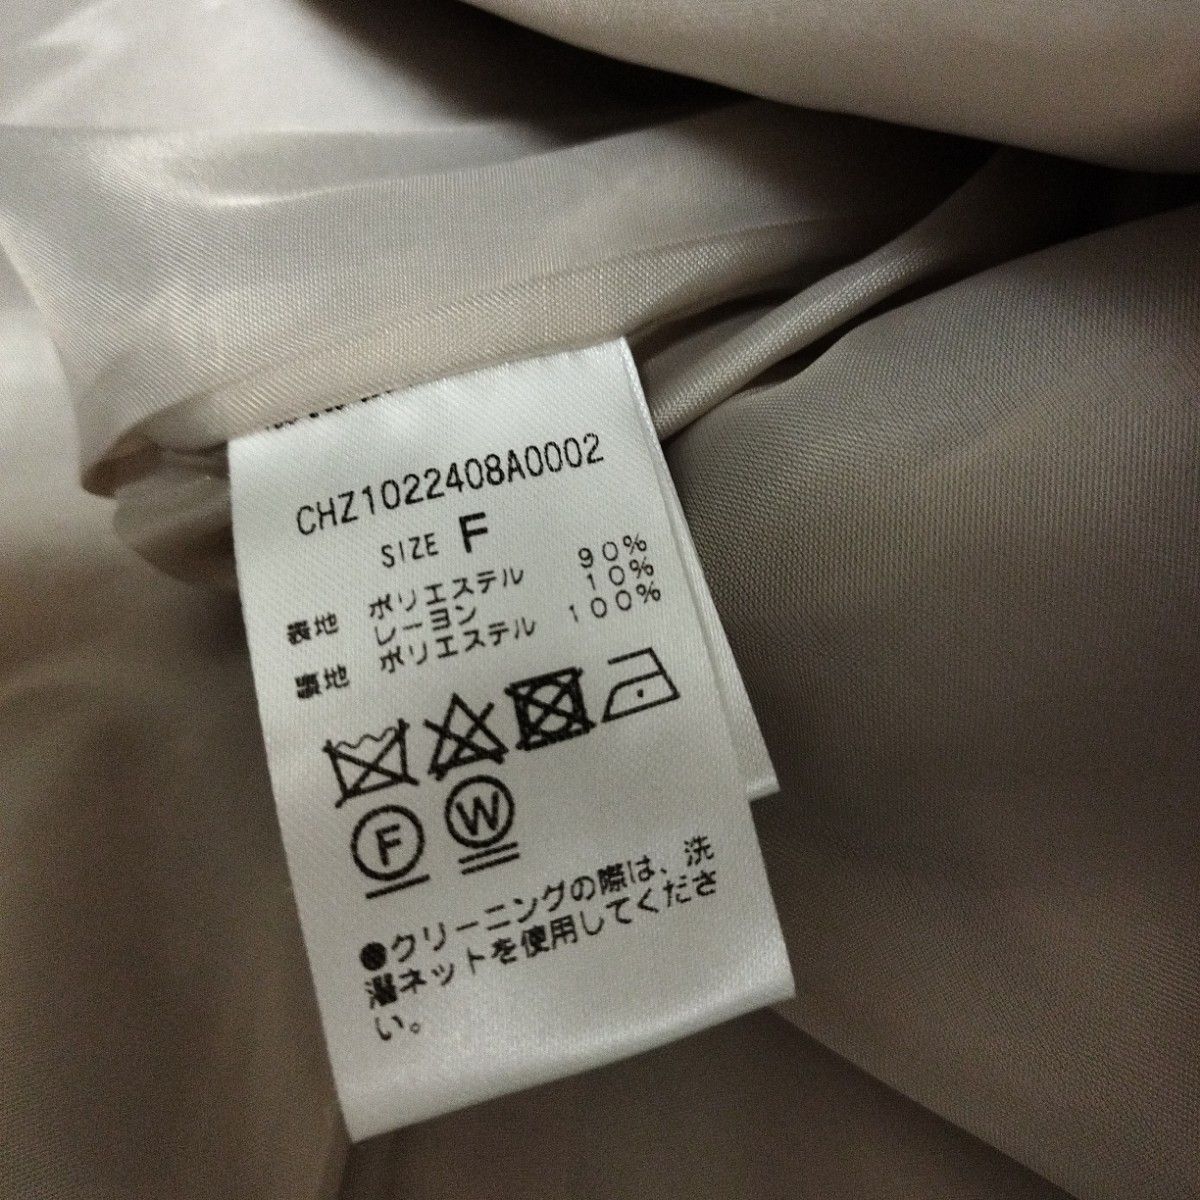 CHZ1022408A0002
SIZE F
表地 ポリエステル 90%
レーヨン 10%
裏地 ポリエステル 100%
F W
●クリーニングの際は、洗
濯ネットを使用してくださ
い。